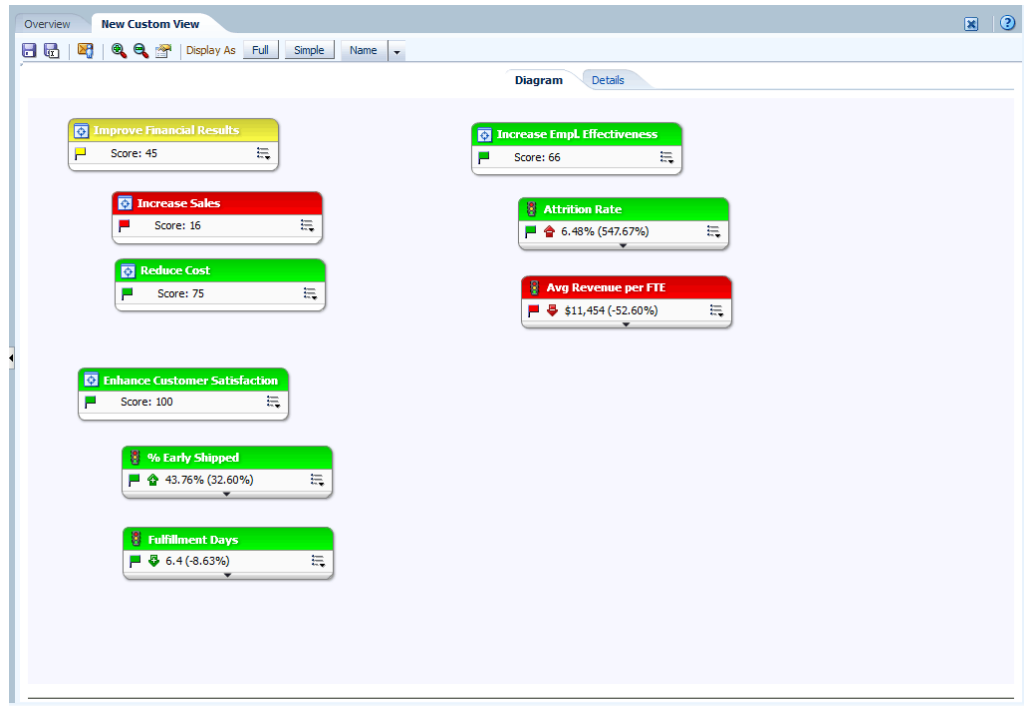 Overview
New Custom View
Display As
Full
Simple
Name
Diagram
Details
Improve Financial Results
Score: 45
Increase Sales
Score: 16
Reduce Cost
Score: 75
Enhance Customer Satisfaction
Score: 100
% Early Shipped
43.76% (32.60%)
Fulfillment Days
6.4 (-8.63%)
Increase Empl. Effectiveness
Score: 66
Attrition Rate
6.48% (547.67%)
Avg Revenue per FTE
$11,454 (-52.60%)